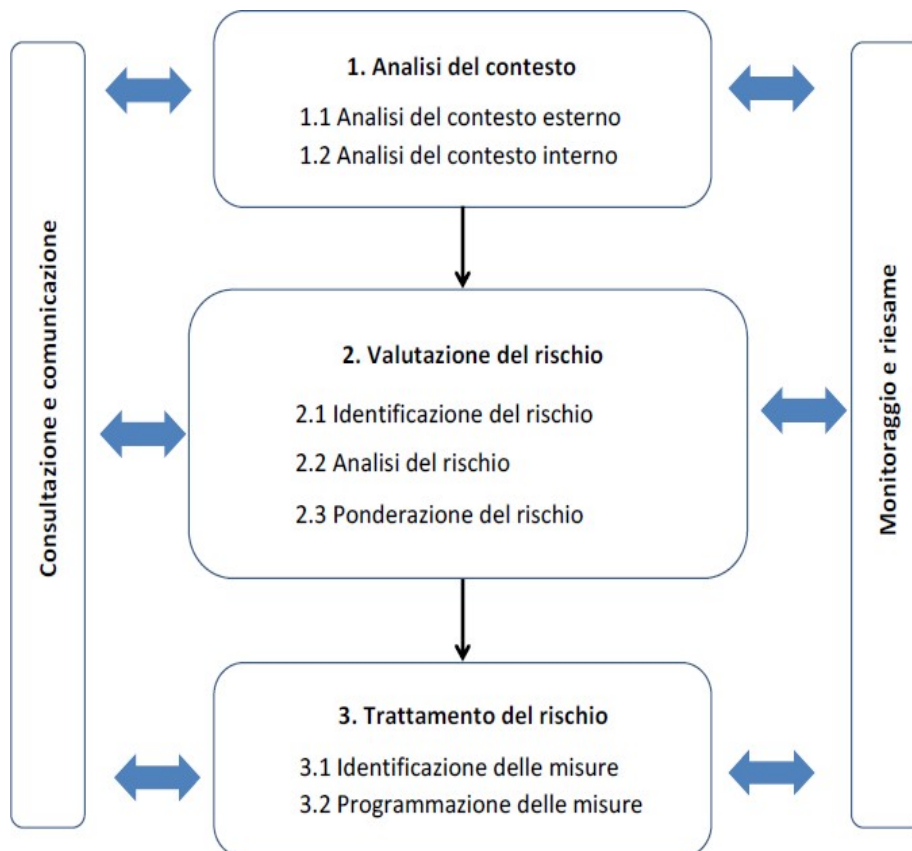 Consultazione e comunicazione
1. Analisi del contesto
1.1 Analisi del contesto esterno
1.2 Analisi del contesto interno
2. Valutazione del rischio
2.1 Identificazione del rischio
2.2 Analisi del rischio
2.3 Ponderazione del rischio
3. Trattamento del rischio
3.1 Identificazione delle misure
3.2 Programmazione delle misure
Monitoraggio e riesame